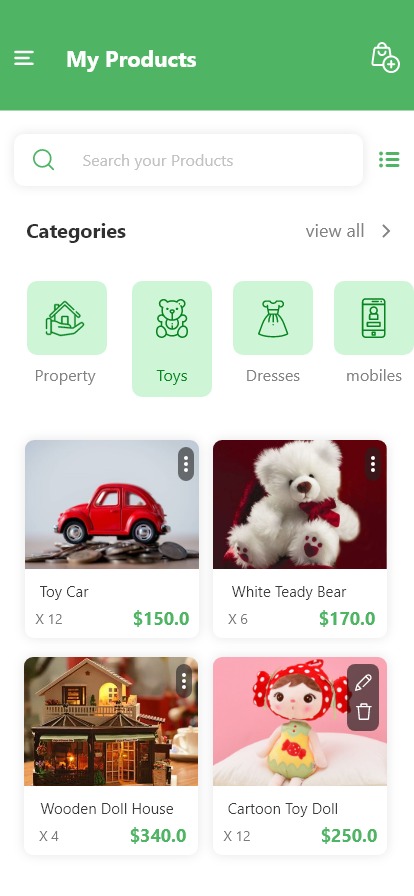 My Products
Search your Products
Categories
view all
Property
Toys
Dresses
mobiles
Toy Car
X 12 $150.0
White Teady Bear
X 6 $170.0
Wooden Doll House
X 4 $340.0
Cartoon Toy Doll
X 12 $250.0